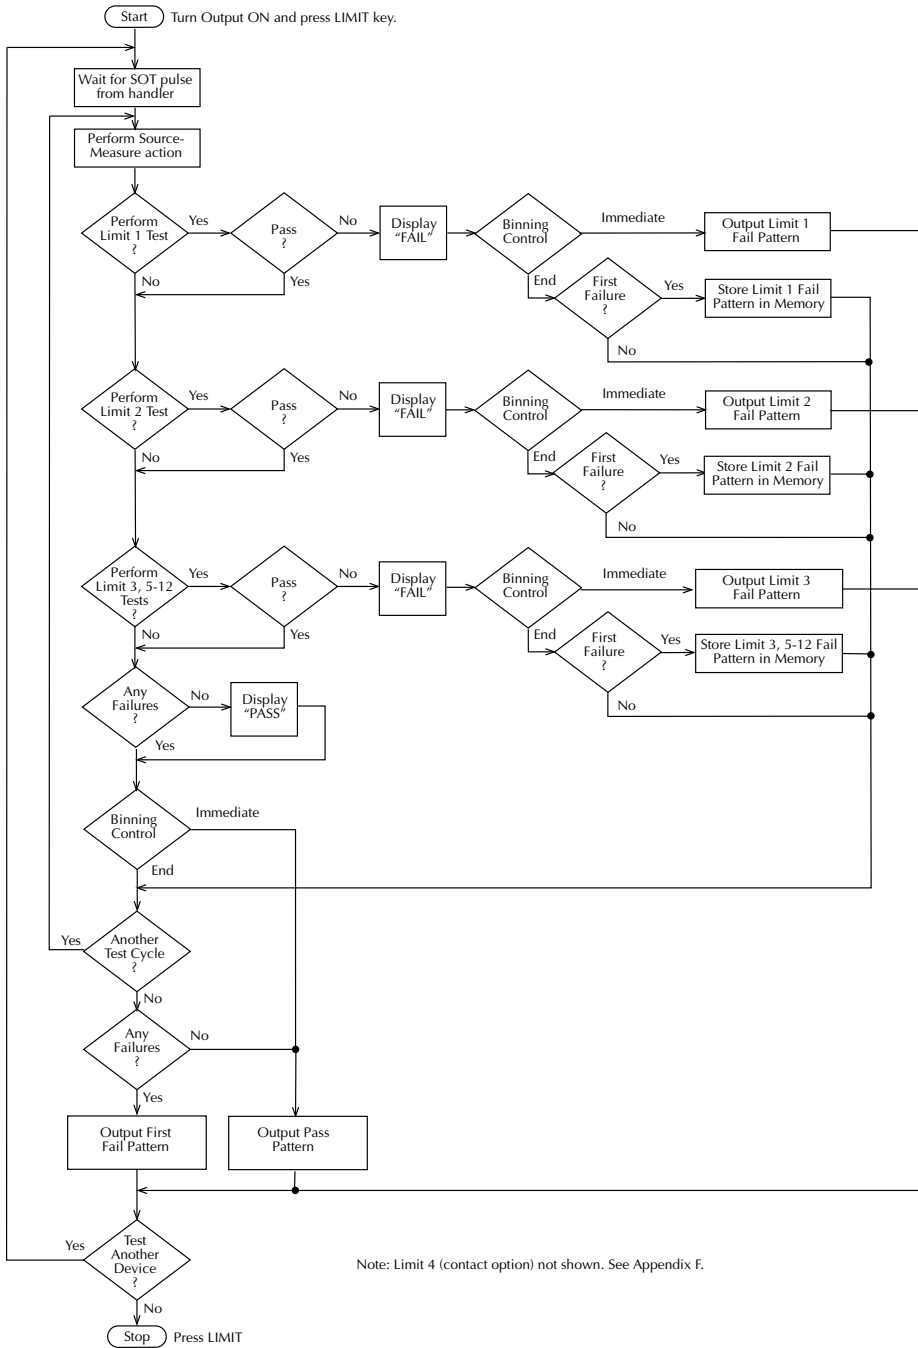 Start
Turn Output ON and press LIMIT key.
Wait for SOT pulse
from handler
Perform Source-
Measure action
Perform
Limit 1 Test
?
Yes
Pass
?
No
Display
“FAIL”
Binning
Control
Immediate
Output Limit 1
Fail Pattern
No
Yes
End
First
Failure
?
Yes
Store Limit 1 Fail
Pattern in Memory
No
Perform
Limit 2 Test
?
Yes
Pass
?
No
Display
“FAIL”
Binning
Control
Immediate
Output Limit 2
Fail Pattern
No
Yes
End
First
Failure
?
Yes
Store Limit 2 Fail
Pattern in Memory
No
Perform
Limit 3, 5-12
Tests
?
Yes
Pass
?
No
Display
“FAIL”
Binning
Control
Immediate
Output Limit 3
Fail Pattern
No
Yes
End
First
Failure
?
Yes
Store Limit 3, 5-12 Fail
Pattern in Memory
No
Any
Failures
?
No
Display
“PASS”
Yes
Binning
Control
Immediate
End
Another
Test Cycle
?
Yes
No
Any
Failures
?
No
Yes
Output First
Fail Pattern
Output Pass
Pattern
Test
Another
Device
?
Yes
No
Note: Limit 4 (contact option) not shown. See Appendix F.
Stop
Press LIMIT